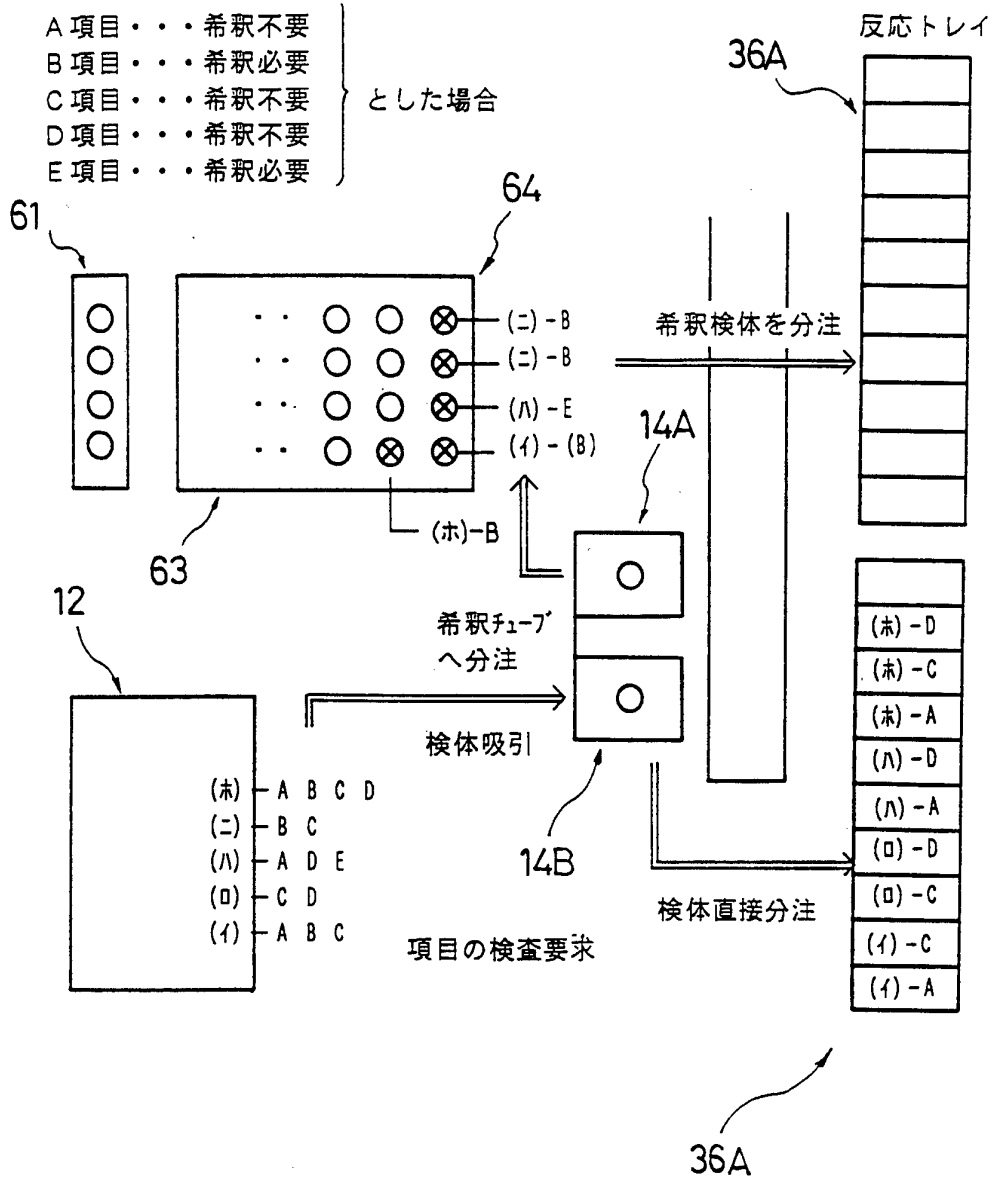 A項目・・・希釈不要
B項目・・・希釈必要
C項目・・・希釈不要
D項目・・・希釈不要
E項目・・・希釈必要
とした場合
反応トレイ
36A
61
64
(ニ)-B
(ニ)-B
(ハ)-E
(イ)-(B)
(ホ)-B
63
希釈検体を分注
14A
12
希釈チューブ
へ分注
検体吸引
14B
検体直接分注
(ホ)-A B C D
(ニ)-B C
(ハ)-A D E
(ロ)-C D
(イ)-A B C
項目の検査要求
(ホ)-D
(ホ)-C
(ホ)-A
(ハ)-D
(ハ)-A
(ロ)-D
(ロ)-C
(イ)-C
(イ)-A
36A